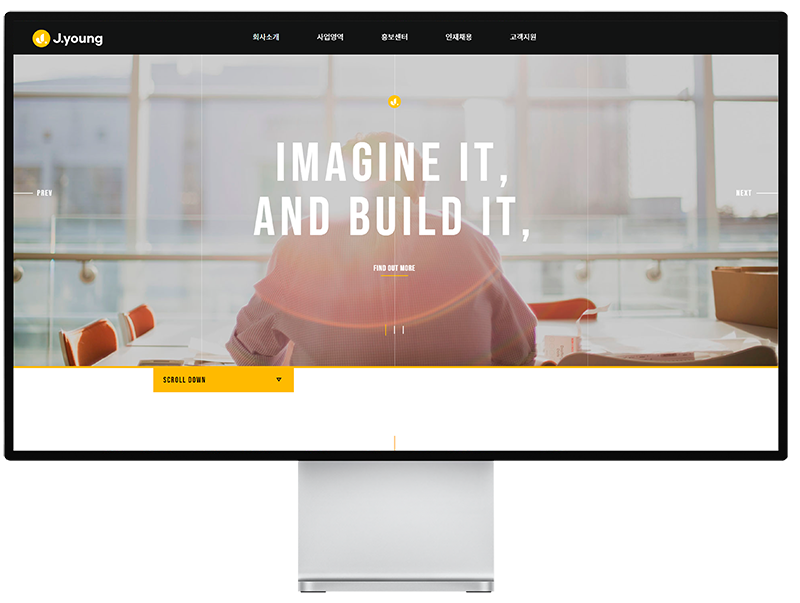 J.young
회사소개
사업영역
홍보센터
인재채용
고객지원
J.
IMAGINE IT,
AND BUILD IT,
PREV
NEXT
FIND OUT MORE
SCROLL DOWN